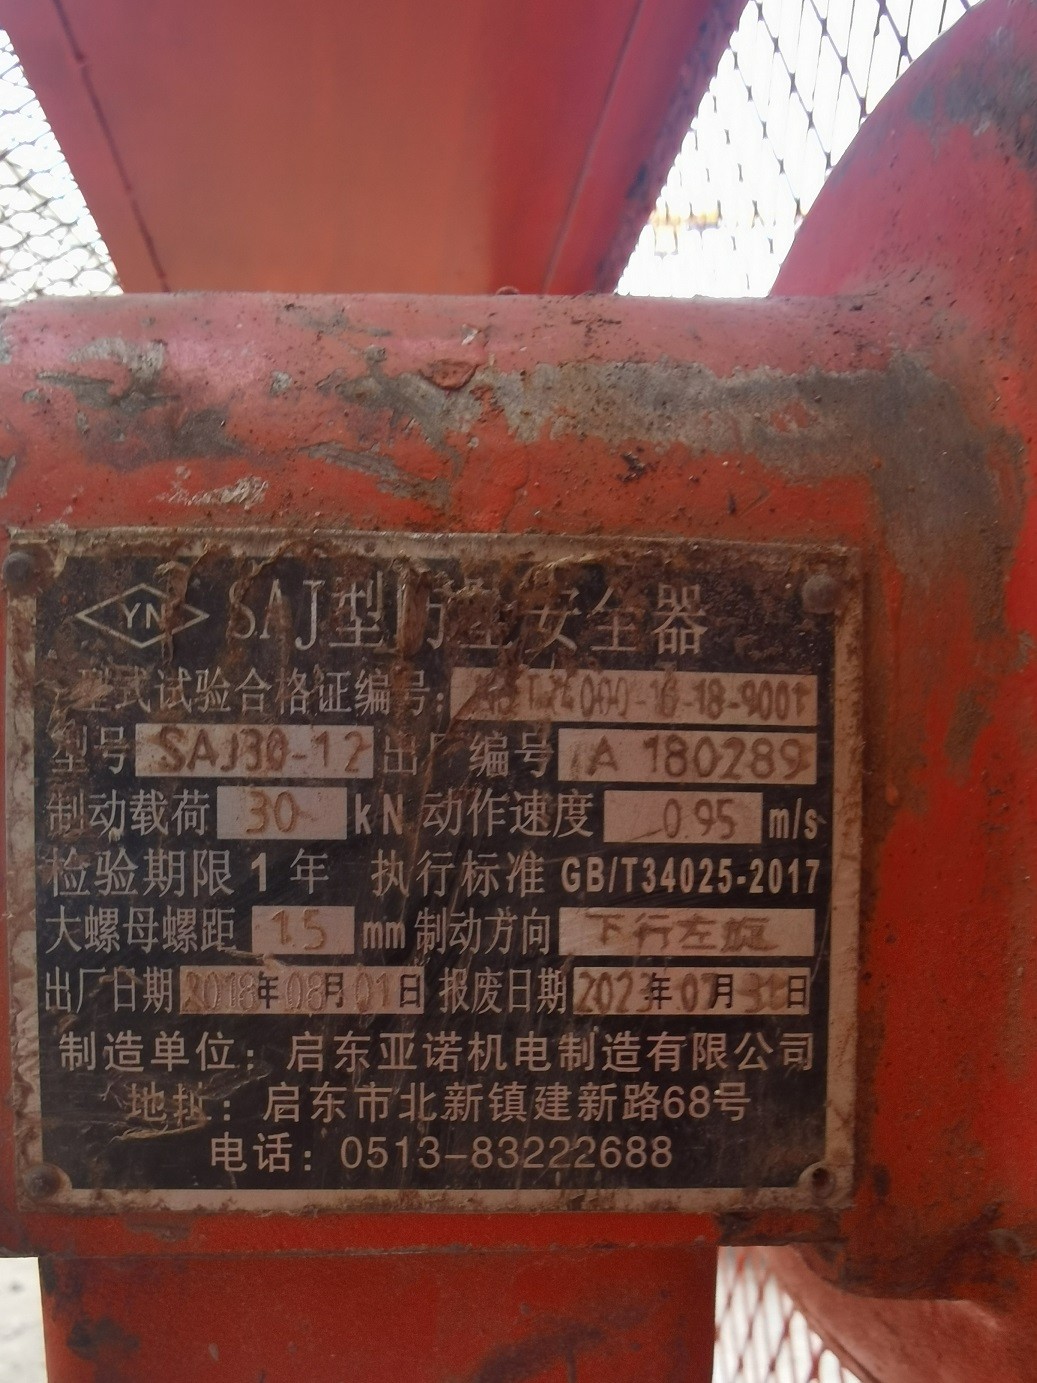 YN SAJ型防坠安全器
型式试验合格证编号: 000-16-18-9001
型号 SAJ30-12 出厂编号 A 180289
制动载荷 30 kN 动作速度 0.95 m/s
检验期限 1 年 执行标准 GB/T34025-2017
大螺母螺距 1.5 mm 制动方向 下行左旋
出厂日期 2018年08月01日 报废日期 2023年07月31日
制造单位：启东亚诺机电制造有限公司
地址：启东市北新镇建新路68号
电话：0513-83222688